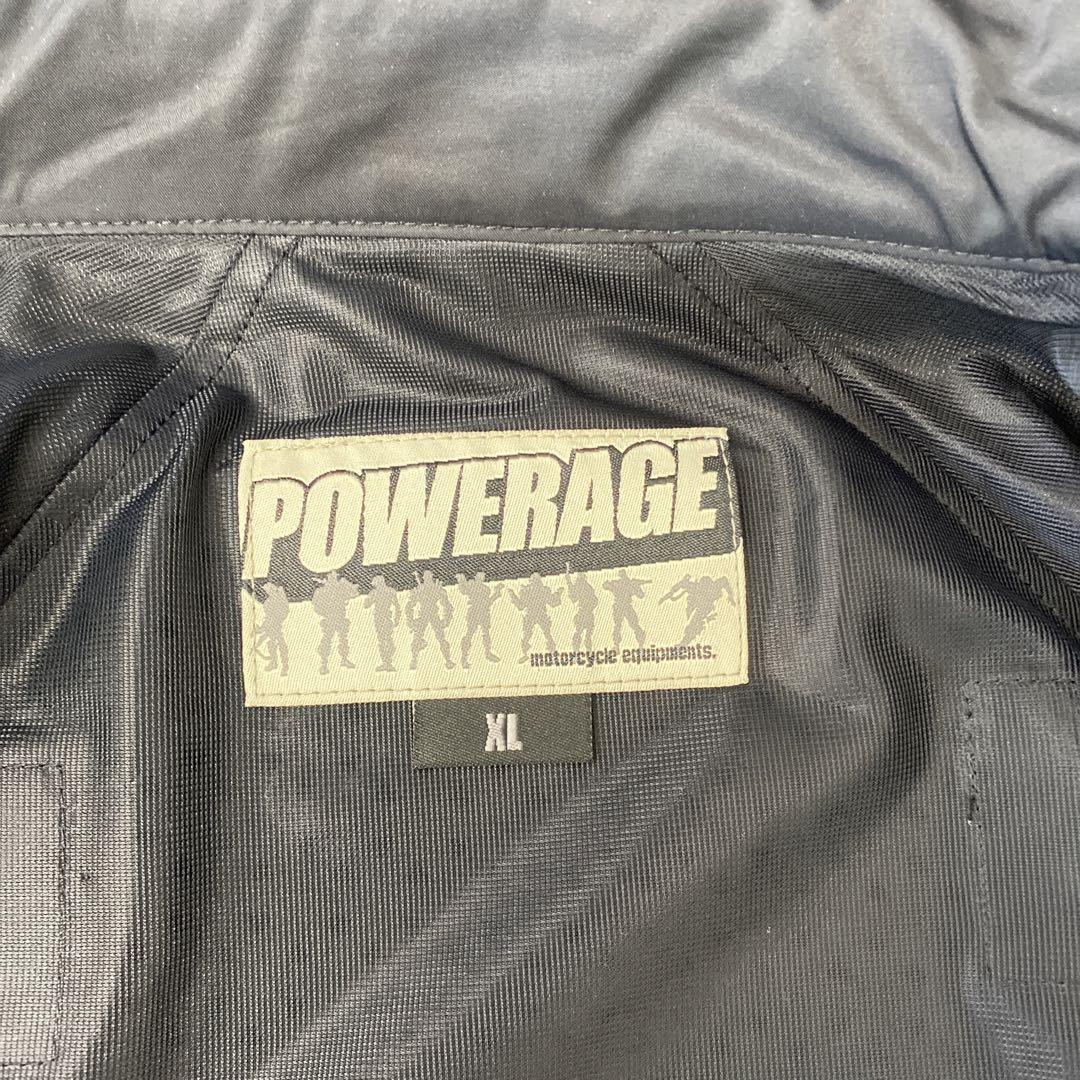 POWERAGE
motorcycle equipments.
XL